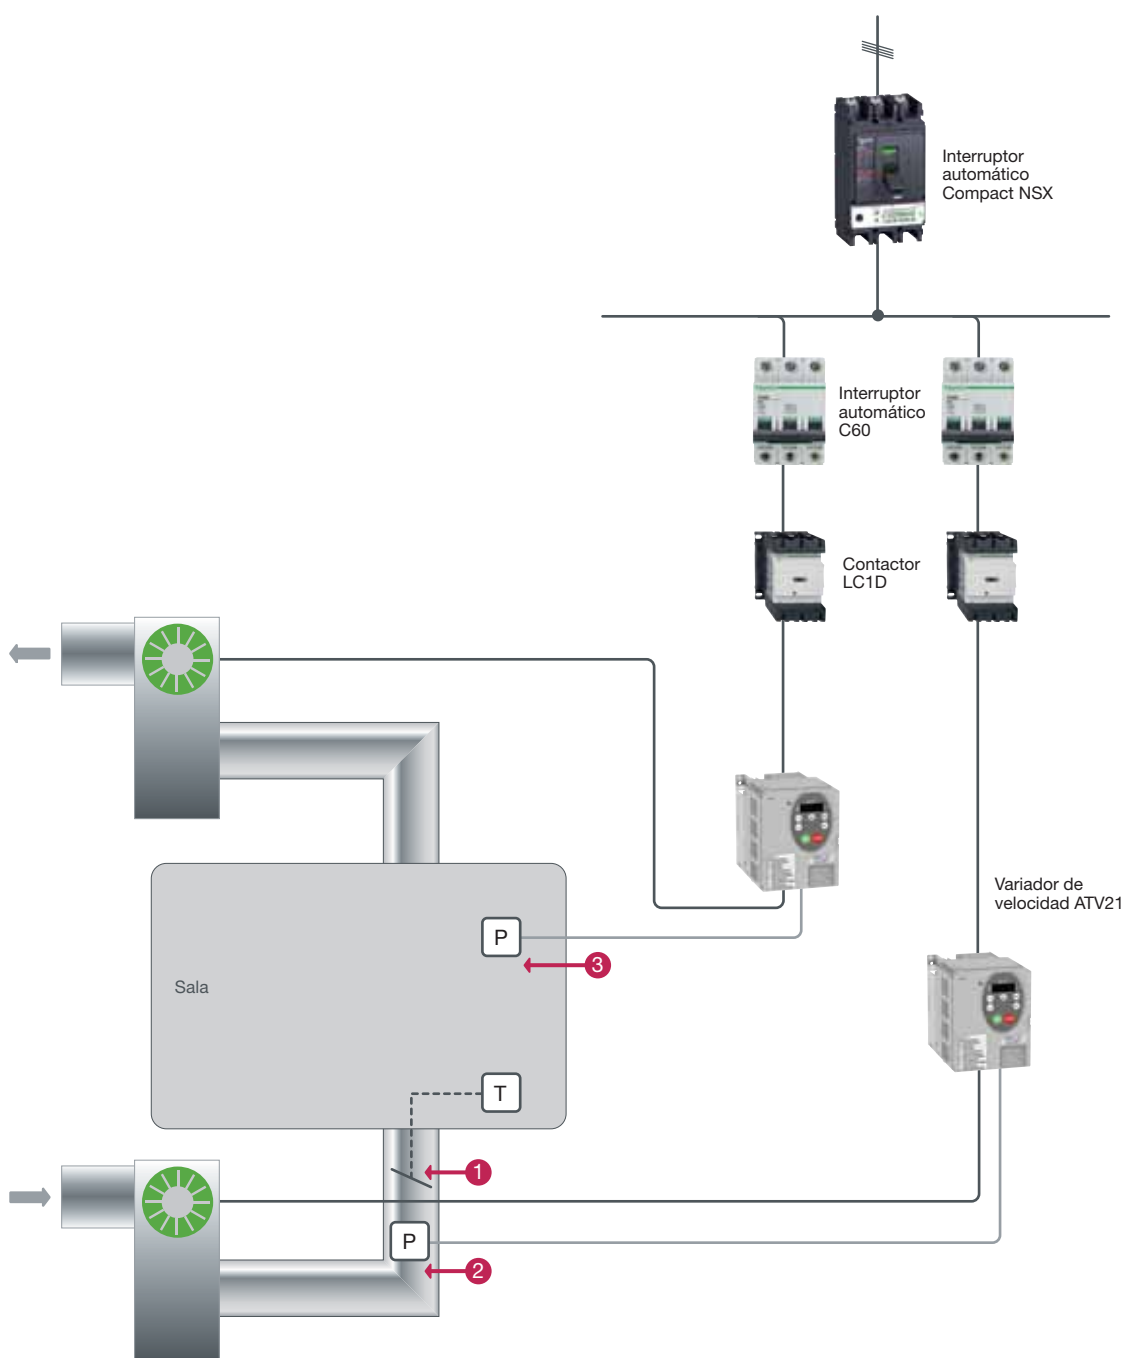 Interruptor
automático
Compact NSX
Interruptor
automático
C60
Contactor
LC1D
Variador de
velocidad ATV21
P
3
Sala
T
1
P
2